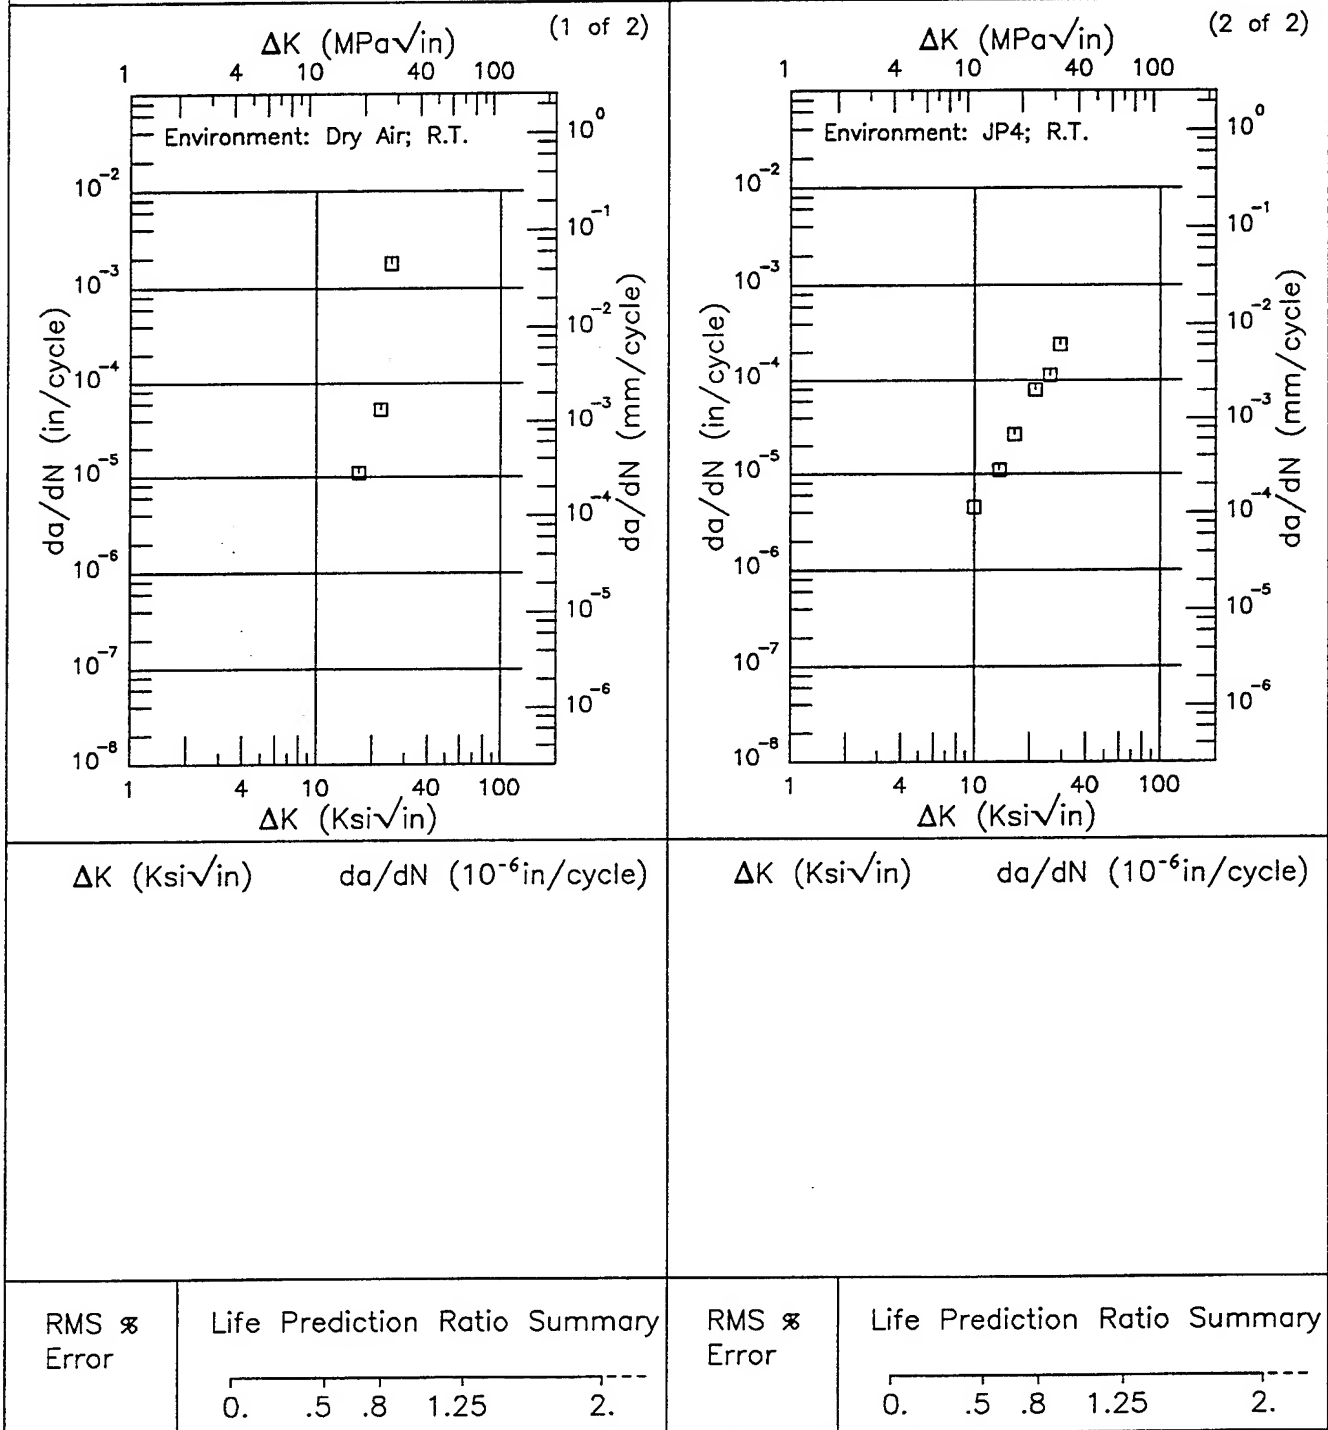 (1 of 2)
ΔK (MPa√in)
1 4 10 40 100
Environment: Dry Air; R.T.
10⁰
10⁻²
10⁻¹
10⁻³
10⁻²
10⁻⁴
10⁻³
10⁻⁵
10⁻⁴
10⁻⁶
10⁻⁵
10⁻⁷
10⁻⁶
10⁻⁸
da/dN (in/cycle)
da/dN (mm/cycle)
1 4 10 40 100
ΔK (Ksi√in)
ΔK (Ksi√in) da/dN (10⁻⁶in/cycle)
RMS %
Error
Life Prediction Ratio Summary
0. .5 .8 1.25 2.
(2 of 2)
ΔK (MPa√in)
1 4 10 40 100
Environment: JP4; R.T.
10⁰
10⁻²
10⁻¹
10⁻³
10⁻²
10⁻⁴
10⁻³
10⁻⁵
10⁻⁴
10⁻⁶
10⁻⁵
10⁻⁷
10⁻⁶
10⁻⁸
da/dN (in/cycle)
da/dN (mm/cycle)
1 4 10 40 100
ΔK (Ksi√in)
ΔK (Ksi√in) da/dN (10⁻⁶in/cycle)
RMS %
Error
Life Prediction Ratio Summary
0. .5 .8 1.25 2.